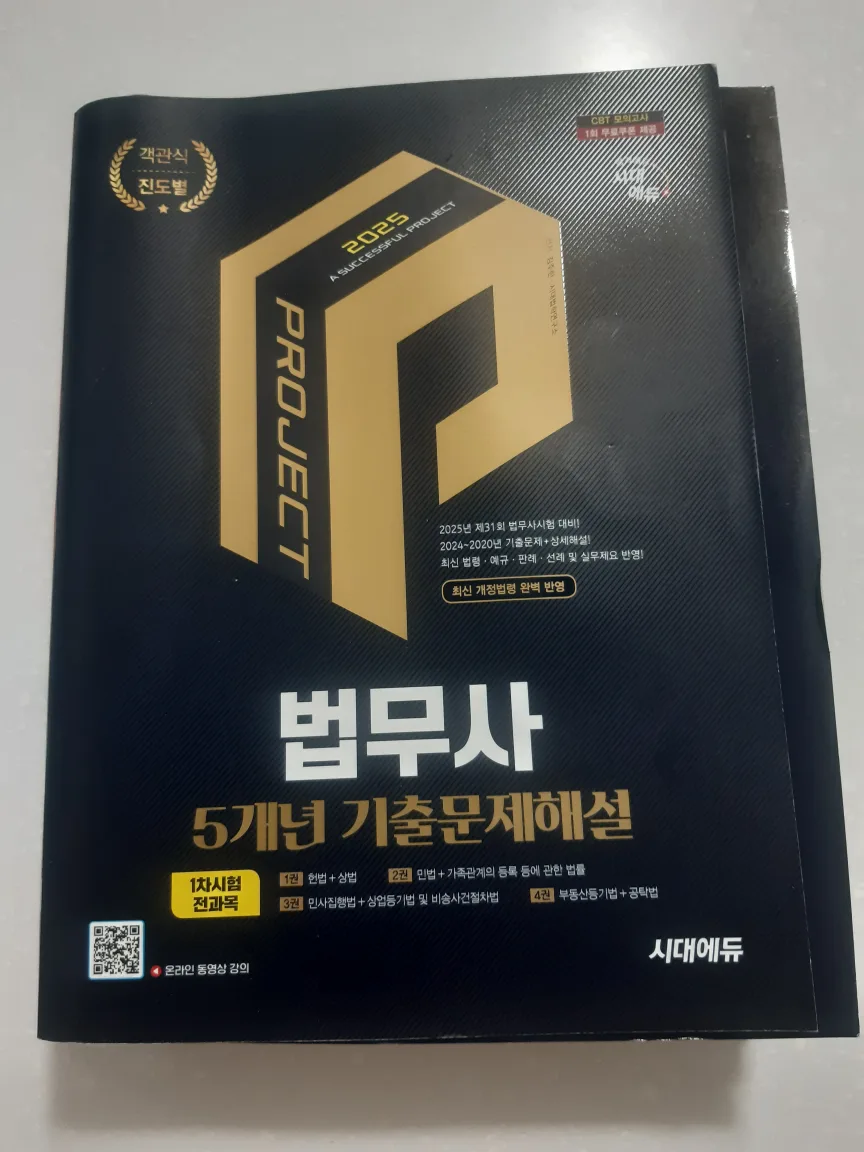 객관식
진도별
CBT 모의고사
1회 무료쿠폰 제공
시대
에듀
2025
A SUCCESSFUL PROJECT
PROJECT
2025년 제31회 법무사시험 대비!
2024~2020년 기출문제+상세해설!
최신 법령·예규·판례·선례 및 실무제요 반영!
최신 개정법령 완벽 반영
법무사
5개년 기출문제해설
1차시험
전과목
1권 헌법+상법 2권 민법+가족관계의 등록 등에 관한 법률
3권 민사집행법+상업등기법 및 비송사건절차법 4권 부동산등기법+공탁법
온라인 동영상 강의
시대에듀